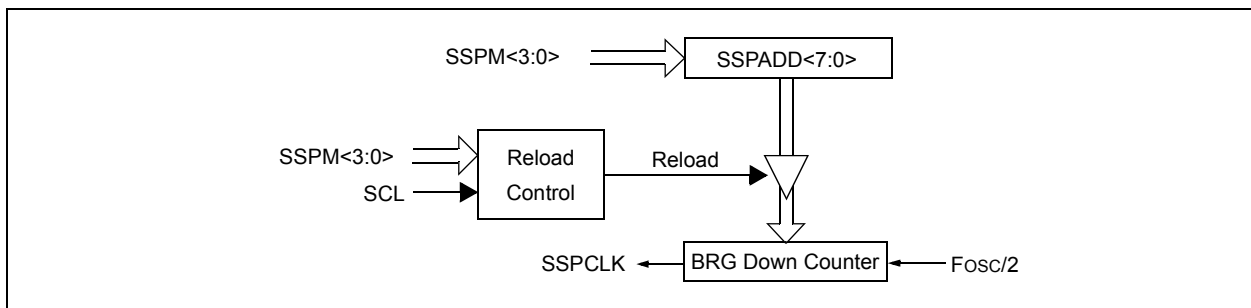 SSPM<3:0>
SSPADD<7:0>
SSPM<3:0>
SCL
Reload
Control
Reload
SSPCLK
BRG Down Counter
FOSC/2